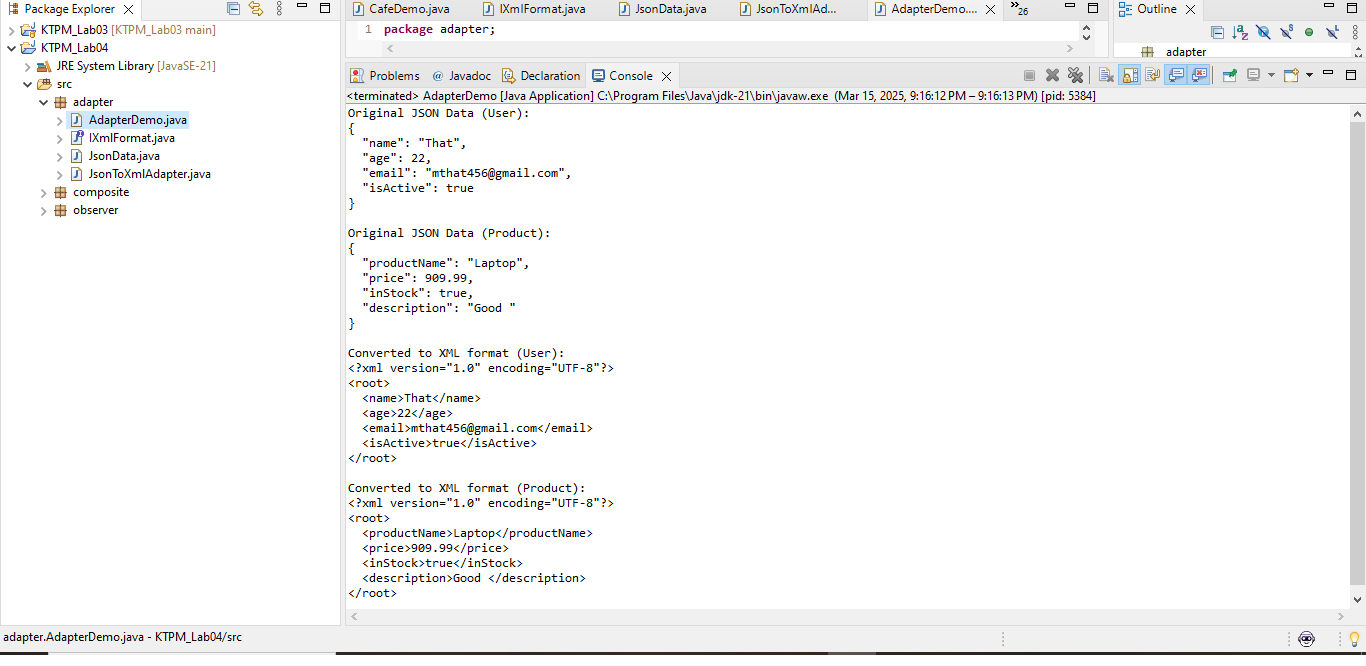 Package Explorer
KTPM_Lab03 [KTPM_Lab03 main]
KTPM_Lab04
JRE System Library [JavaSE-21]
src
adapter
AdapterDemo.java
IXmlFormat.java
JsonData.java
JsonToXmlAdapter.java
composite
observer
CafeDemo.java
IXmlFormat.java
JsonData.java
JsonToXmlAd...
AdapterDemo....
»26
1 package adapter;
Outline
adapter
Problems
@ Javadoc
Declaration
Console
<terminated> AdapterDemo [Java Application] C:\Program Files\Java\jdk-21\bin\javaw.exe (Mar 15, 2025, 9:16:12 PM – 9:16:13 PM) [pid: 5384]
Original JSON Data (User):
{
  "name": "That",
  "age": 22,
  "email": "mthat456@gmail.com",
  "isActive": true
}
Original JSON Data (Product):
{
  "productName": "Laptop",
  "price": 909.99,
  "inStock": true,
  "description": "Good "
}
Converted to XML format (User):
<?xml version="1.0" encoding="UTF-8"?>
<root>
  <name>That</name>
  <age>22</age>
  <email>mthat456@gmail.com</email>
  <isActive>true</isActive>
</root>
Converted to XML format (Product):
<?xml version="1.0" encoding="UTF-8"?>
<root>
  <productName>Laptop</productName>
  <price>909.99</price>
  <inStock>true</inStock>
  <description>Good </description>
</root>
adapter.AdapterDemo.java - KTPM_Lab04/src